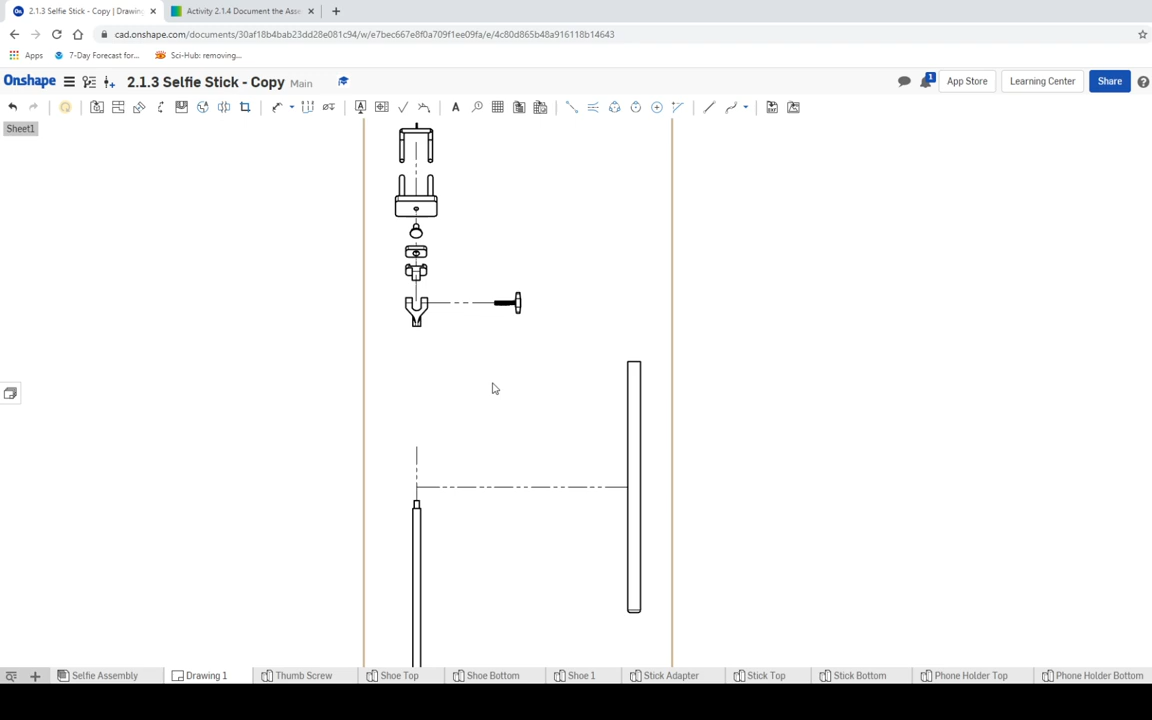 2.1.3 Selfie Stick - Copy | Drawing
Activity 2.1.4 Document the Asse
cad.onshape.com/documents/30af18b4bab23dd28e081c94/w/e7bec667e8f0a709f1ee09fa/e/4c80d865b48a916118b14643
Apps 7-Day Forecast for... Sci-Hub: removing...
Onshape 2.1.3 Selfie Stick - Copy Main 1 App Store Learning Center Share
A A
Sheet1
Selfie Assembly Drawing 1 Thumb Screw Shoe Top Shoe Bottom Shoe 1 Stick Adapter Stick Top Stick Bottom Phone Holder Top Phone Holder Bottom